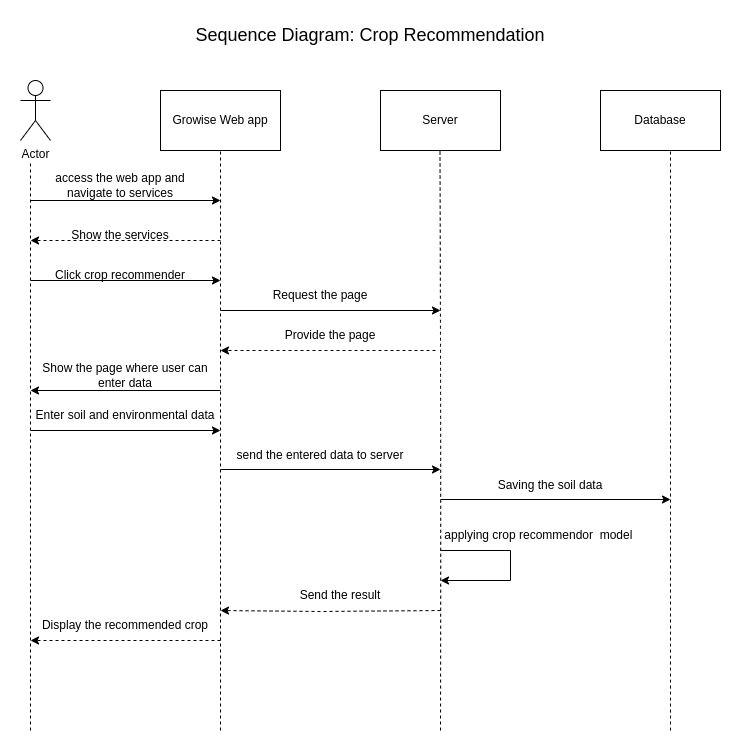 Sequence Diagram: Crop Recommendation
Growise Web app
Server
Database
Actor
access the web app and
navigate to services
Show the services
Click crop recommender
Request the page
Provide the page
Show the page where user can
enter data
Enter soil and environmental data
send the entered data to server
Saving the soil data
applying crop recommendor  model
Send the result
Display the recommended crop